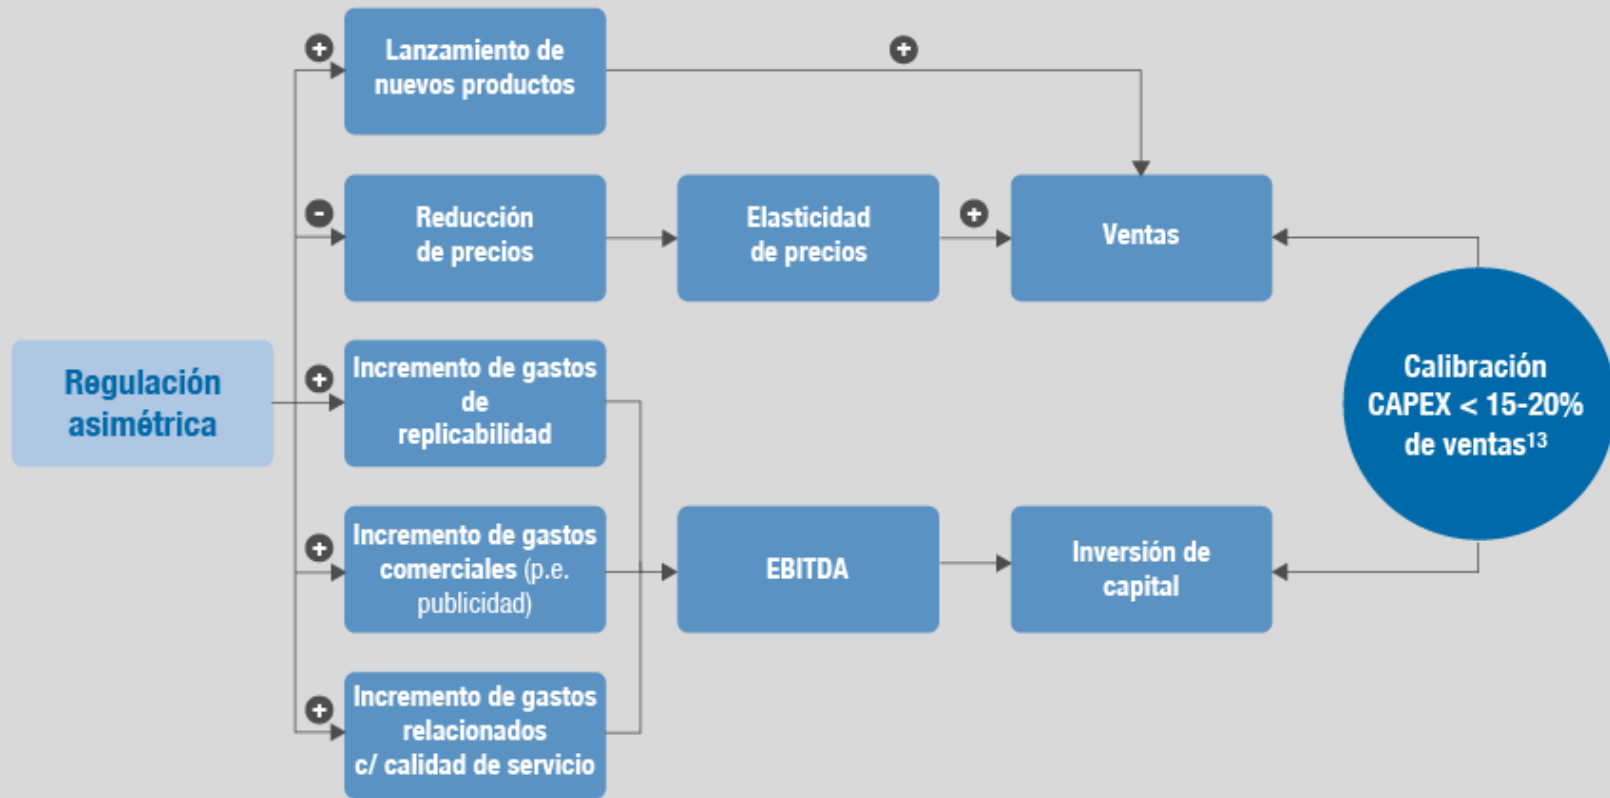 +
Lanzamiento de
nuevos productos
+
-
Reducción
de precios
Elasticidad
de precios
+
Ventas
Regulación
asimétrica
+
Incremento de gastos
de
replicabilidad
Calibración
CAPEX < 15-20%
de ventas¹³
+
Incremento de gastos
comerciales (p.e.
publicidad)
EBITDA
Inversión de
capital
+
Incremento de gastos
relacionados
c/ calidad de servicio